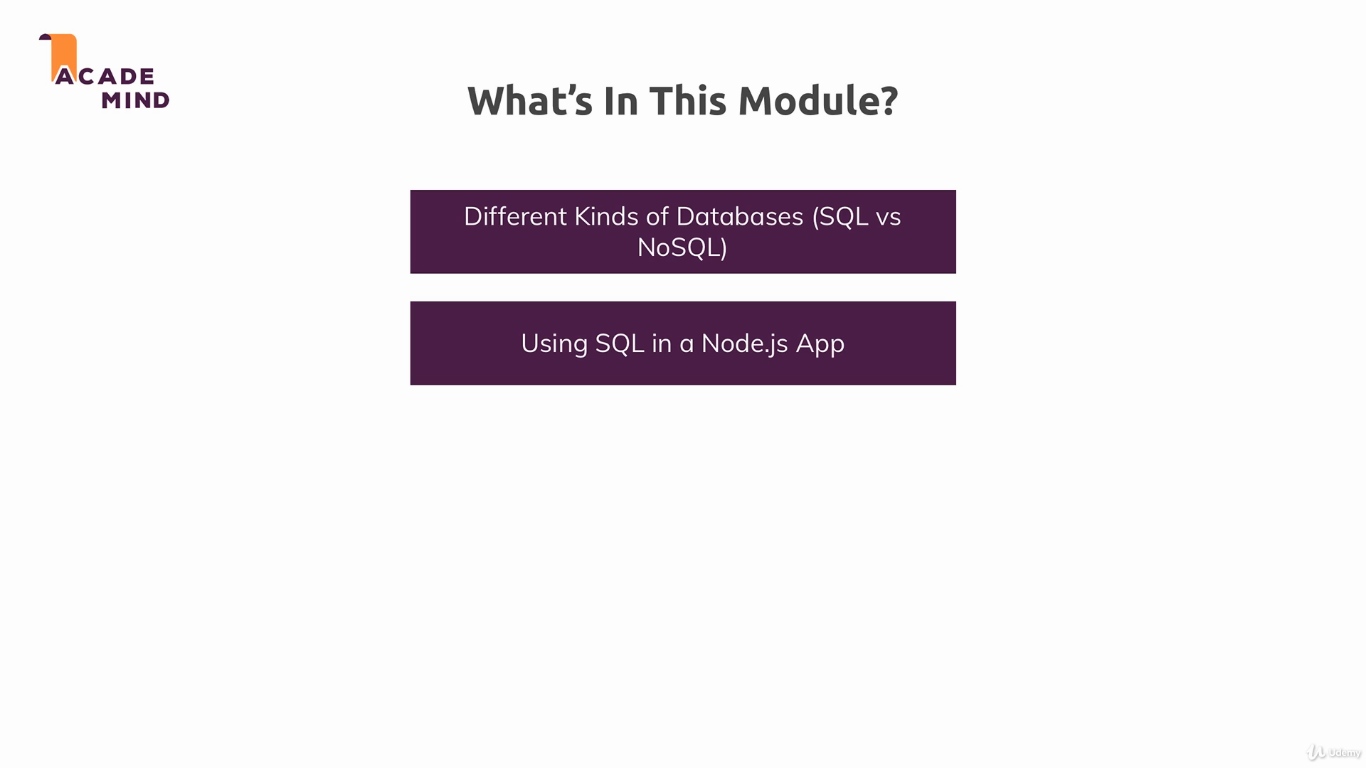 ACADE
MIND
What’s In This Module?
Different Kinds of Databases (SQL vs
NoSQL)
Using SQL in a Node.js App
Udemy